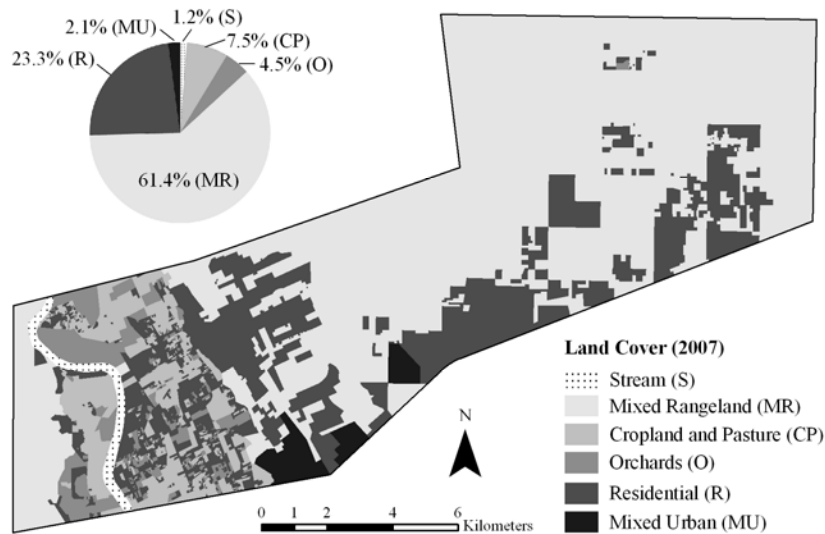 1.2% (S)
2.1% (MU)
7.5% (CP)
23.3% (R)
4.5% (O)
61.4% (MR)
Land Cover (2007)
Stream (S)
Mixed Rangeland (MR)
Cropland and Pasture (CP)
Orchards (O)
Residential (R)
Mixed Urban (MU)
N
0 1 2 4 6
Kilometers